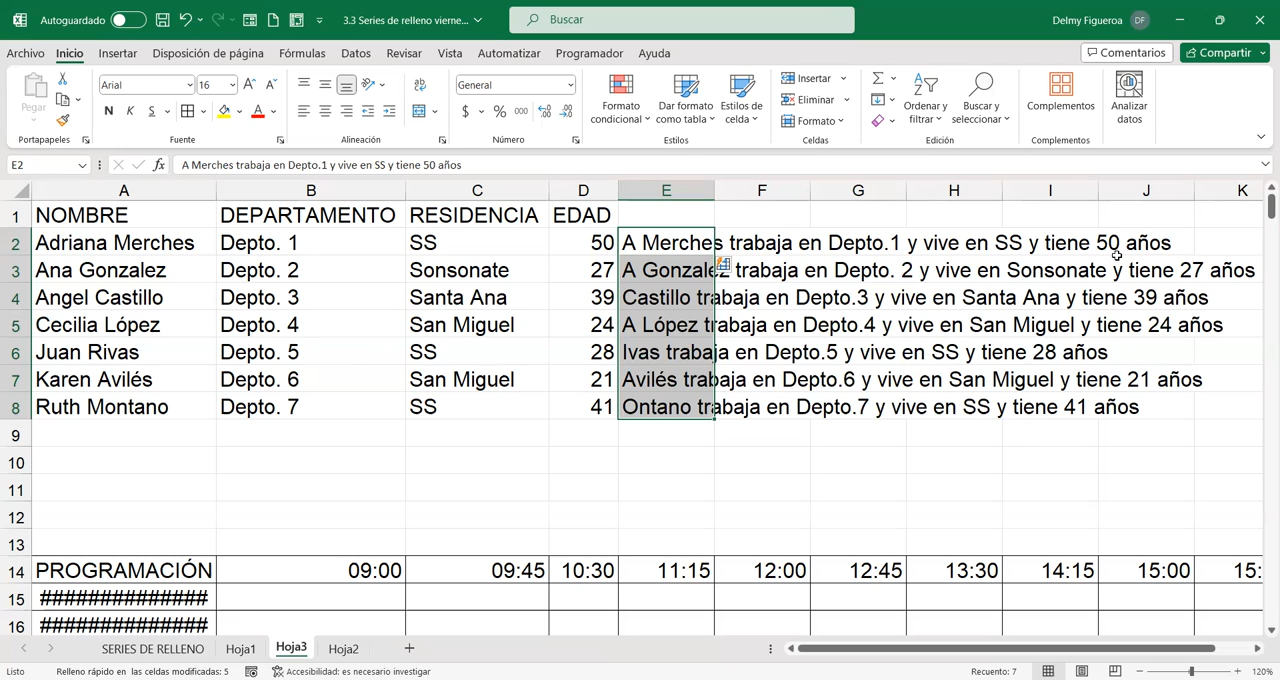 Autoguardado 3.3 Series de relleno vierne... Buscar Delmy Figueroa DF
Archivo Inicio Insertar Disposición de página Fórmulas Datos Revisar Vista Automatizar Programador Ayuda Comentarios Compartir
Pegar Arial 16 General Formato condicional Dar formato como tabla Estilos de celda Insertar Eliminar Formato Ordenar y filtrar Buscar y seleccionar Complementos Analizar datos
N K S $ % 000
Portapapeles Fuente Alineación Número Estilos Celdas Edición Complementos
E2 fx A Merches trabaja en Depto.1 y vive en SS y tiene 50 años
A B C D E F G H I J K
1 NOMBRE DEPARTAMENTO RESIDENCIA EDAD
2 Adriana Merches Depto. 1 SS 50 A Merches trabaja en Depto.1 y vive en SS y tiene 50 años
3 Ana Gonzalez Depto. 2 Sonsonate 27 A Gonzalez trabaja en Depto. 2 y vive en Sonsonate y tiene 27 años
4 Angel Castillo Depto. 3 Santa Ana 39 Castillo trabaja en Depto.3 y vive en Santa Ana y tiene 39 años
5 Cecilia López Depto. 4 San Miguel 24 A López trabaja en Depto.4 y vive en San Miguel y tiene 24 años
6 Juan Rivas Depto. 5 SS 28 Ivas trabaja en Depto.5 y vive en SS y tiene 28 años
7 Karen Avilés Depto. 6 San Miguel 21 Avilés trabaja en Depto.6 y vive en San Miguel y tiene 21 años
8 Ruth Montano Depto. 7 SS 41 Ontano trabaja en Depto.7 y vive en SS y tiene 41 años
9
10
11
12
13
14 PROGRAMACIÓN 09:00 09:45 10:30 11:15 12:00 12:45 13:30 14:15 15:00 15:
15 ##############
16 ##############
SERIES DE RELLENO Hoja1 Hoja3 Hoja2
Listo Relleno rápido en las celdas modificadas: 5 Accesibilidad: es necesario investigar Recuento: 7 120%